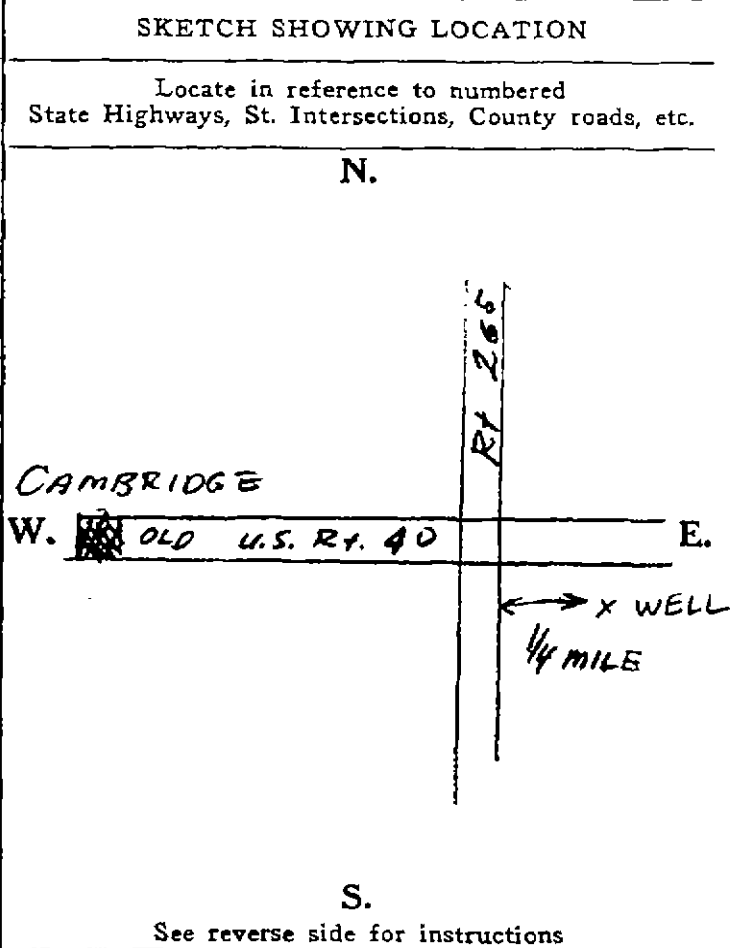 SKETCH SHOWING LOCATION
Locate in reference to numbered
State Highways, St. Intersections, County roads, etc.
N.
Rt 265
CAMBRIDGE
W. OLD U.S. Rt. 40 E.
X WELL
1/4 MILE
S.
See reverse side for instructions